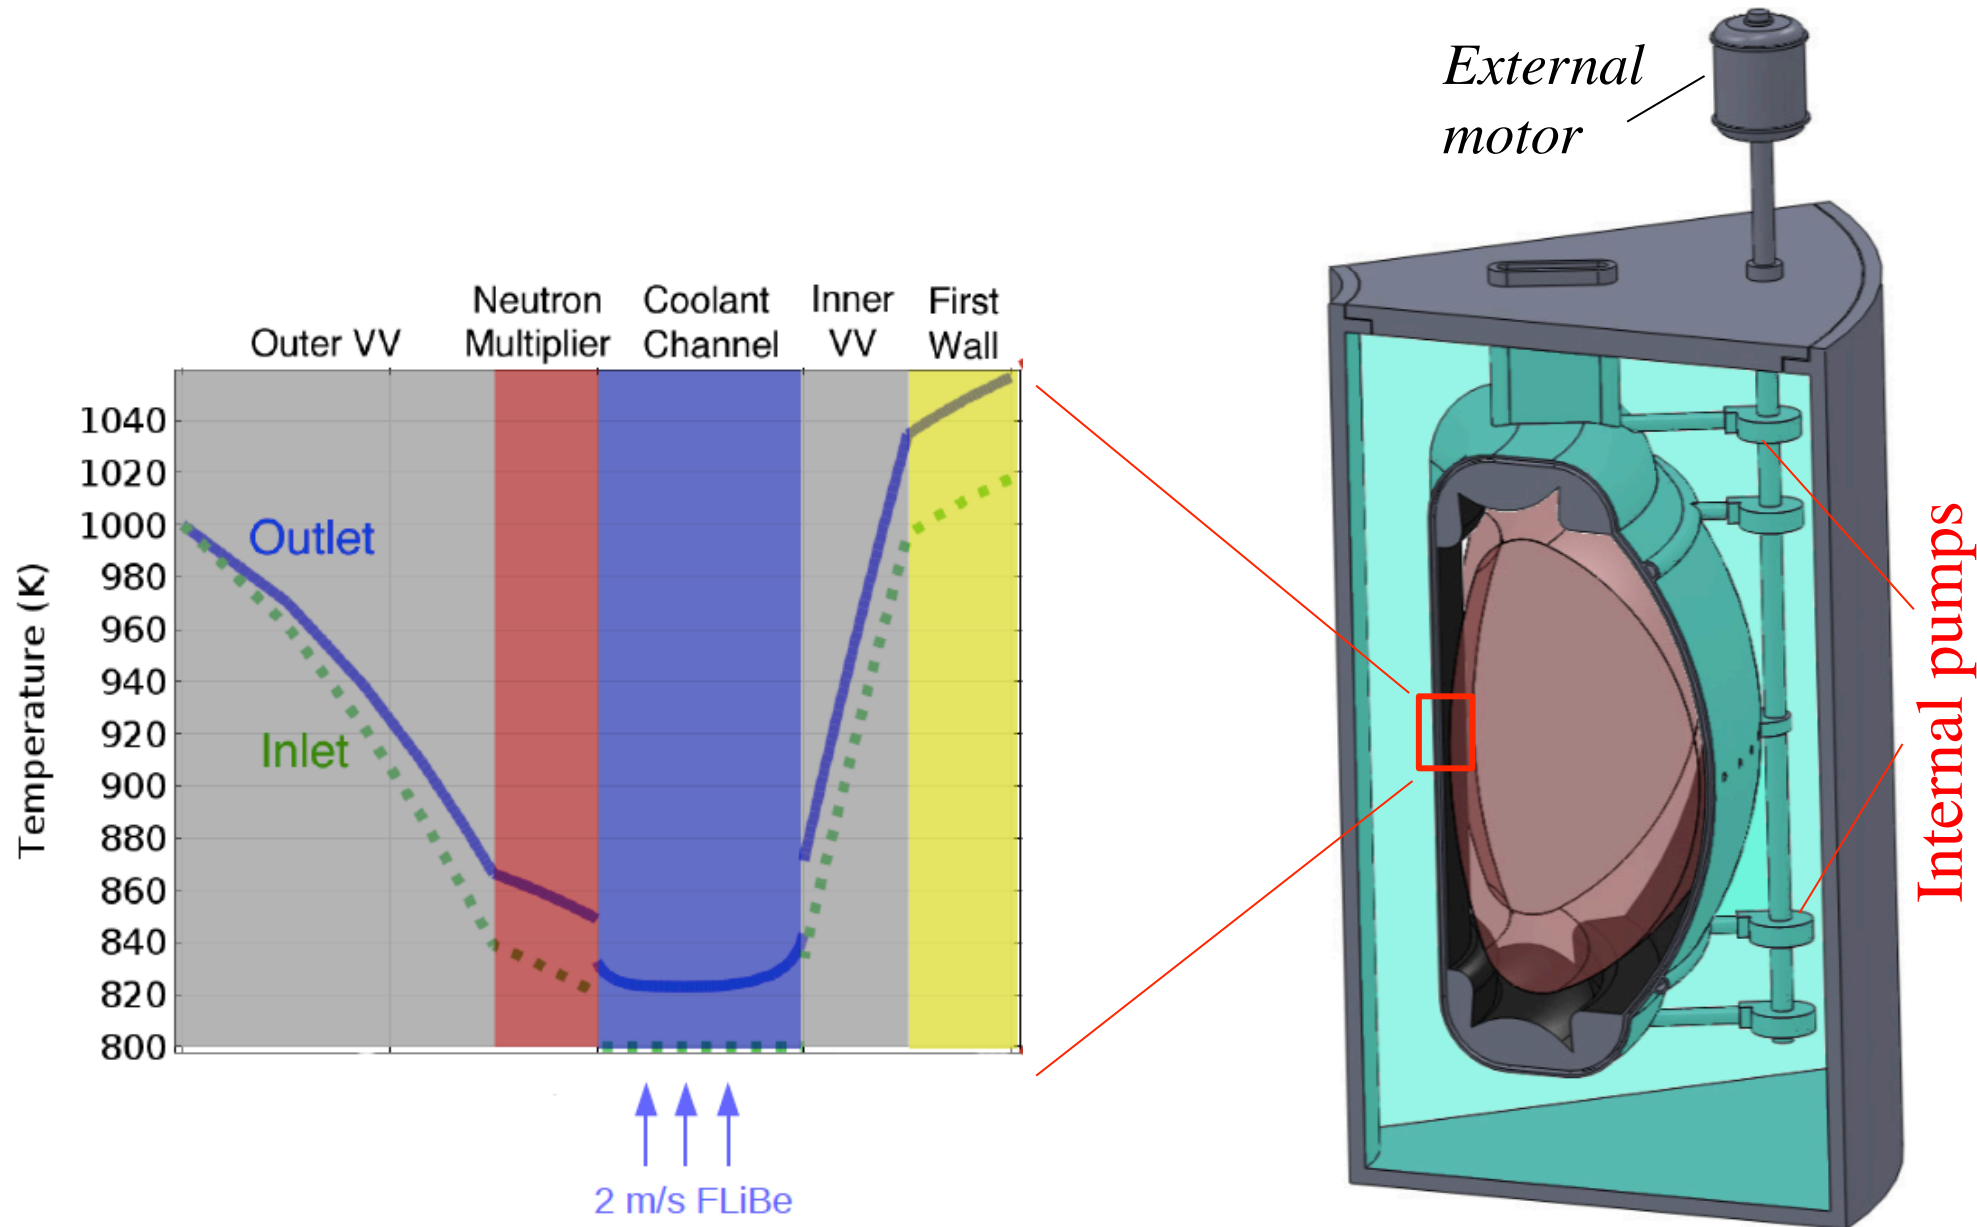 External
motor
Neutron
Multiplier
Coolant
Channel
Inner
VV
First
Wall
Outer VV
1040
1020
1000
980
960
940
920
900
880
860
840
820
800
Temperature (K)
Outlet
Inlet
2 m/s FLiBe
Internal pumps